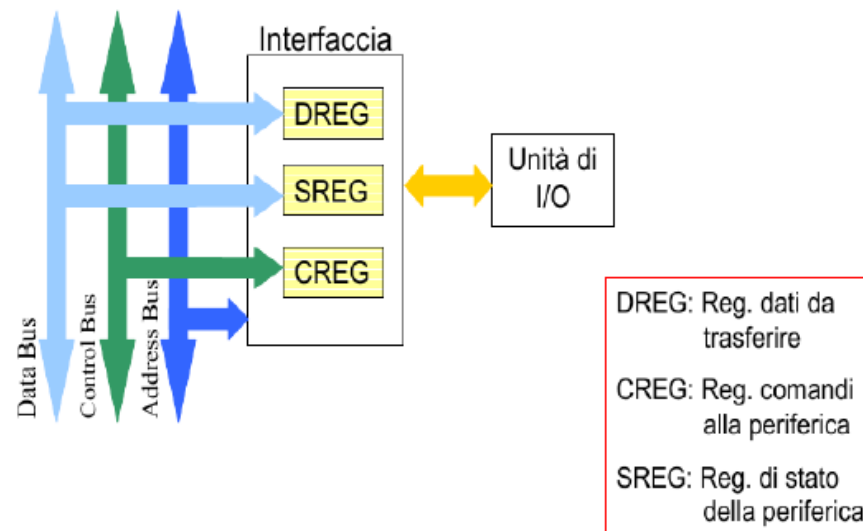 Interfaccia
DREG
SREG
CREG
Unità di
I/O
Data Bus
Control Bus
Address Bus
DREG: Reg. dati da
trasferire
CREG: Reg. comandi
alla periferica
SREG: Reg. di stato
della periferica